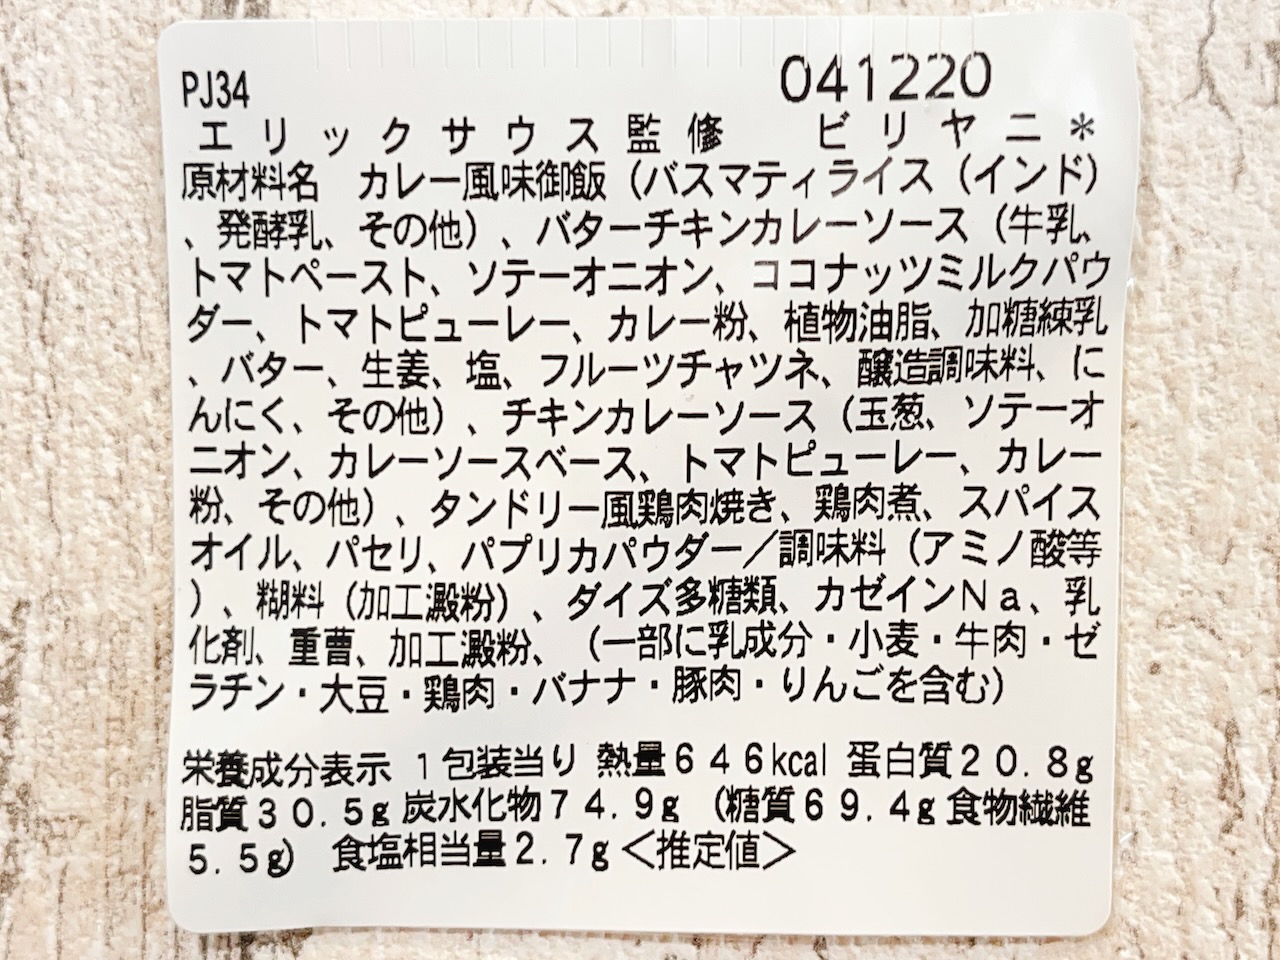 PJ34 041220
エリックサウス監修 ビリヤニ＊
原材料名 カレー風味御飯（バスマティライス（インド）
、発酵乳、その他）、バターチキンカレーソース（牛乳、
トマトペースト、ソテーオニオン、ココナッツミルクパウ
ダー、トマトピューレー、カレー粉、植物油脂、加糖練乳
、バター、生姜、塩、フルーツチャツネ、醸造調味料、に
んにく、その他）、チキンカレーソース（玉葱、ソテーオ
ニオン、カレーソースベース、トマトピューレー、カレー
粉、その他）、タンドリー風鶏肉焼き、鶏肉煮、スパイス
オイル、パセリ、パプリカパウダー／調味料（アミノ酸等
）、糊料（加工澱粉）、ダイズ多糖類、カゼインＮａ、乳
化剤、重曹、加工澱粉、（一部に乳成分・小麦・牛肉・ゼ
ラチン・大豆・鶏肉・バナナ・豚肉・りんごを含む）
栄養成分表示 １包装当り 熱量６４６kcal 蛋白質２０．８g
脂質３０．５g 炭水化物７４．９g（糖質６９．４g 食物繊維
５．５g） 食塩相当量２．７g＜推定値＞